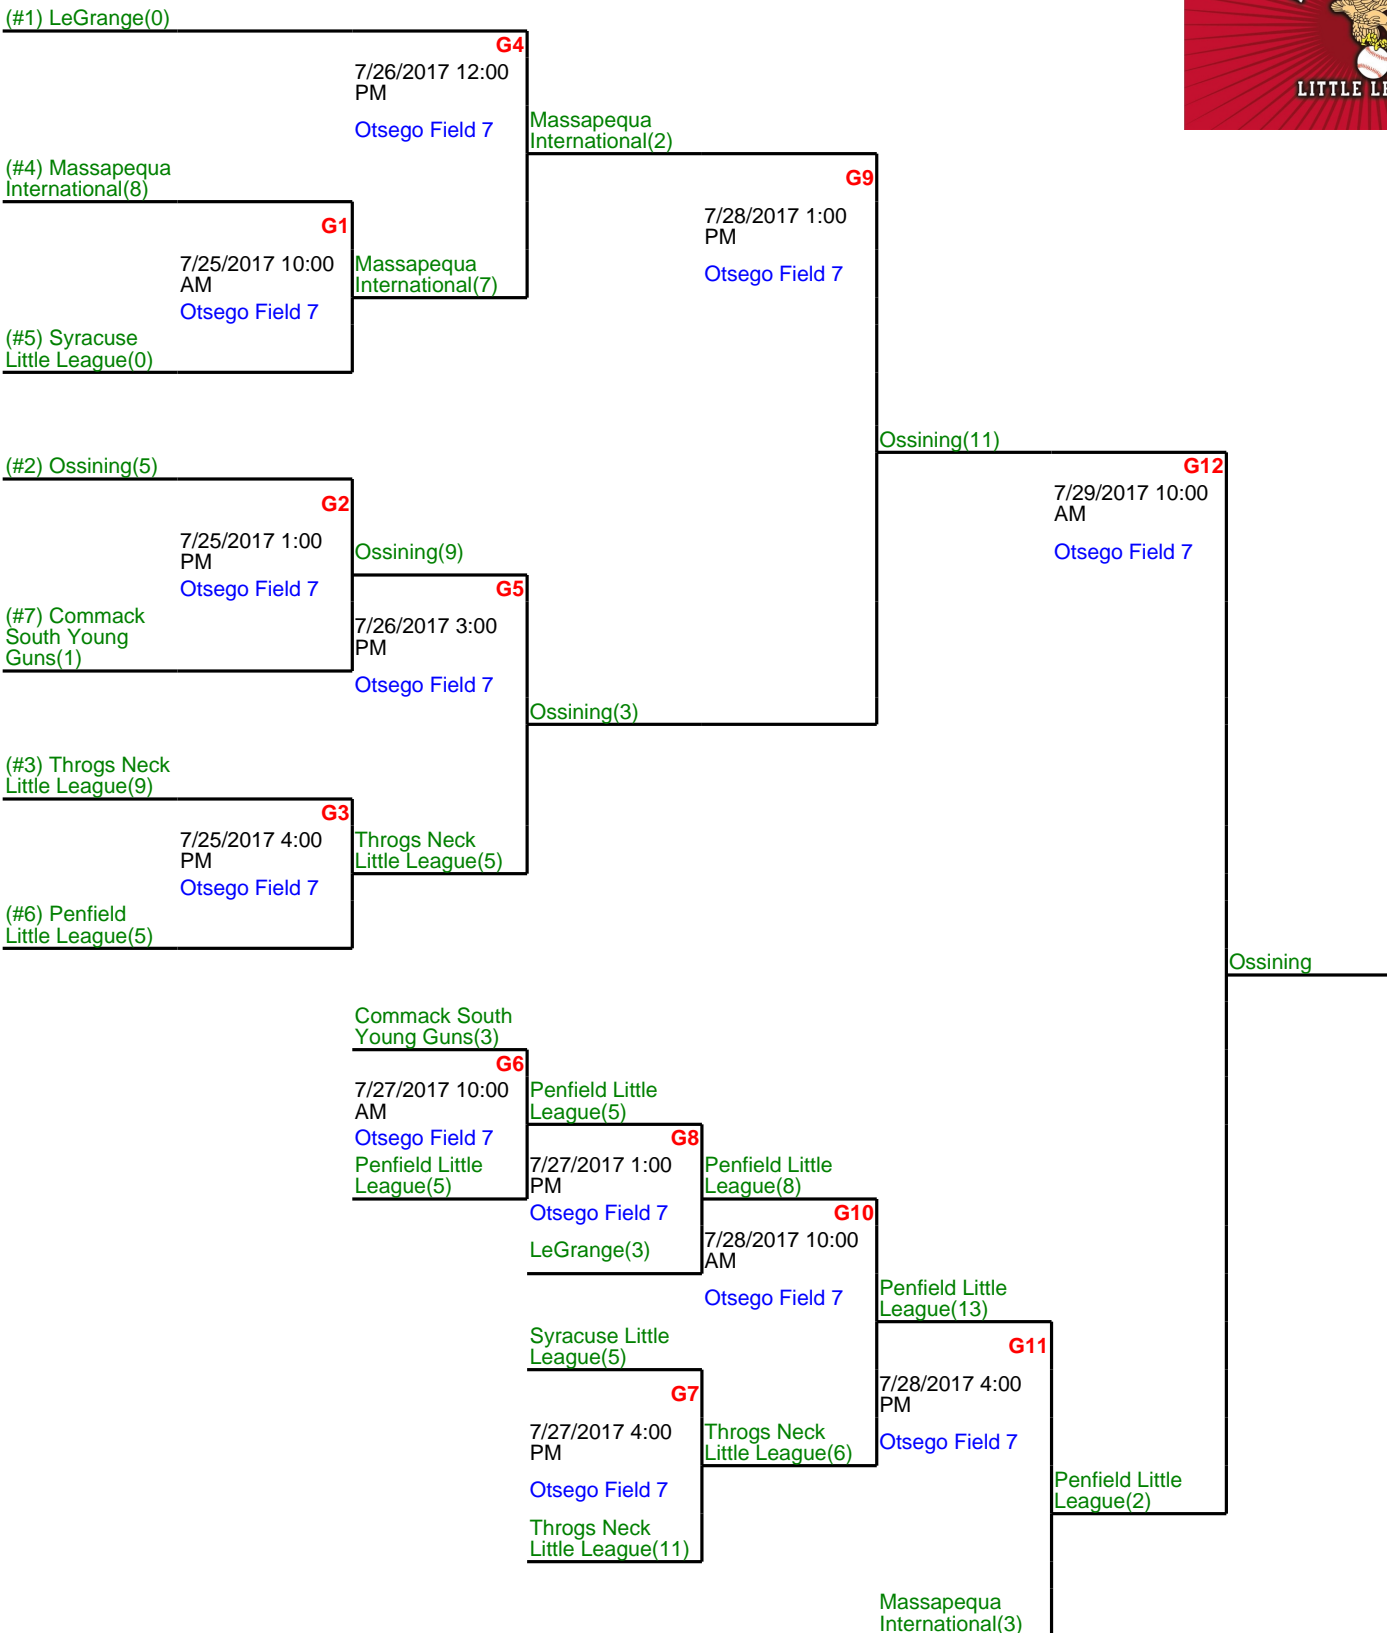 (#1) LeGrange(0)
G4
7/26/2017 12:00
PM
Otsego Field 7
LITTLE
Massapequa
International(2)
(#4) Massapequa
International(8)
G9
7/28/2017 1:00
PM
Otsego Field 7
G1
7/25/2017 10:00
AM
Otsego Field 7
Massapequa
International(7)
(#5) Syracuse
Little League(0)
Ossining(11)
(#2) Ossining(5)
G12
7/29/2017 10:00
AM
Otsego Field 7
G2
7/25/2017 1:00
PM
Otsego Field 7
Ossining(9)
G5
(#7) Commack
South Young
Guns(1)
7/26/2017 3:00
PM
Otsego Field 7
Ossining(3)
(#3) Throgs Neck
Little League(9)
G3
7/25/2017 4:00
PM
Otsego Field 7
Throgs Neck
Little League(5)
(#6) Penfield
Little League(5)
Ossining
Commack South
Young Guns(3)
G6
7/27/2017 10:00
AM
Otsego Field 7
Penfield Little
League(5)
Penfield Little
League(5)
G8
7/27/2017 1:00
PM
Otsego Field 7
LeGrange(3)
Penfield Little
League(8)
G10
7/28/2017 10:00
AM
Otsego Field 7
Penfield Little
League(13)
Syracuse Little
League(5)
G11
7/28/2017 4:00
PM
Otsego Field 7
G7
7/27/2017 4:00
PM
Otsego Field 7
Throgs Neck
Little League(6)
Throgs Neck
Little League(11)
Penfield Little
League(2)
Massapequa
International(3)